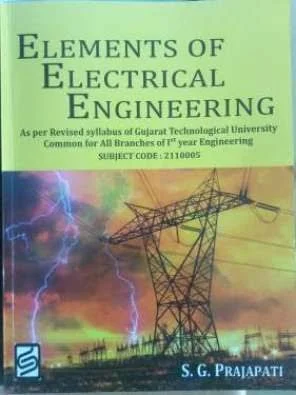 ELEMENTS OF
ELECTRICAL
ENGINEERING
As per Revised syllabus of Gujarat Technological University
Common for All Branches of Ist year Engineering
SUBJECT CODE : 2110005
S. G. PRAJAPATI